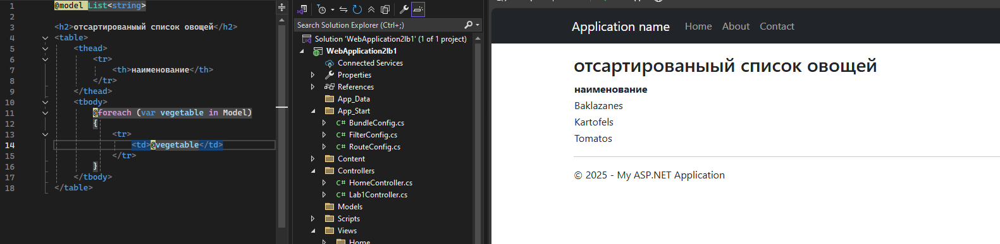 1 @model List<string>
2
3 <h2>отсартированыый список овощей</h2>
4 <table>
5 <thead>
6 <tr>
7 <th>наименование</th>
8 </tr>
9 </thead>
10 <tbody>
11 @foreach (var vegetable in Model)
12 {
13 <tr>
14 <td>@vegetable</td>
15 </tr>
16 }
17 </tbody>
18 </table>
Search Solution Explorer (Ctrl+;)
Solution 'WebApplication2lb1' (1 of 1 project)
WebApplication2lb1
Connected Services
Properties
References
App_Data
App_Start
C# BundleConfig.cs
C# FilterConfig.cs
C# RouteConfig.cs
Content
Controllers
C# HomeController.cs
C# Lab1Controller.cs
Models
Scripts
Views
Home
Application name Home About Contact
отсартированыый список овощей
наименование
Baklazanes
Kartofels
Tomatos
© 2025 - My ASP.NET Application